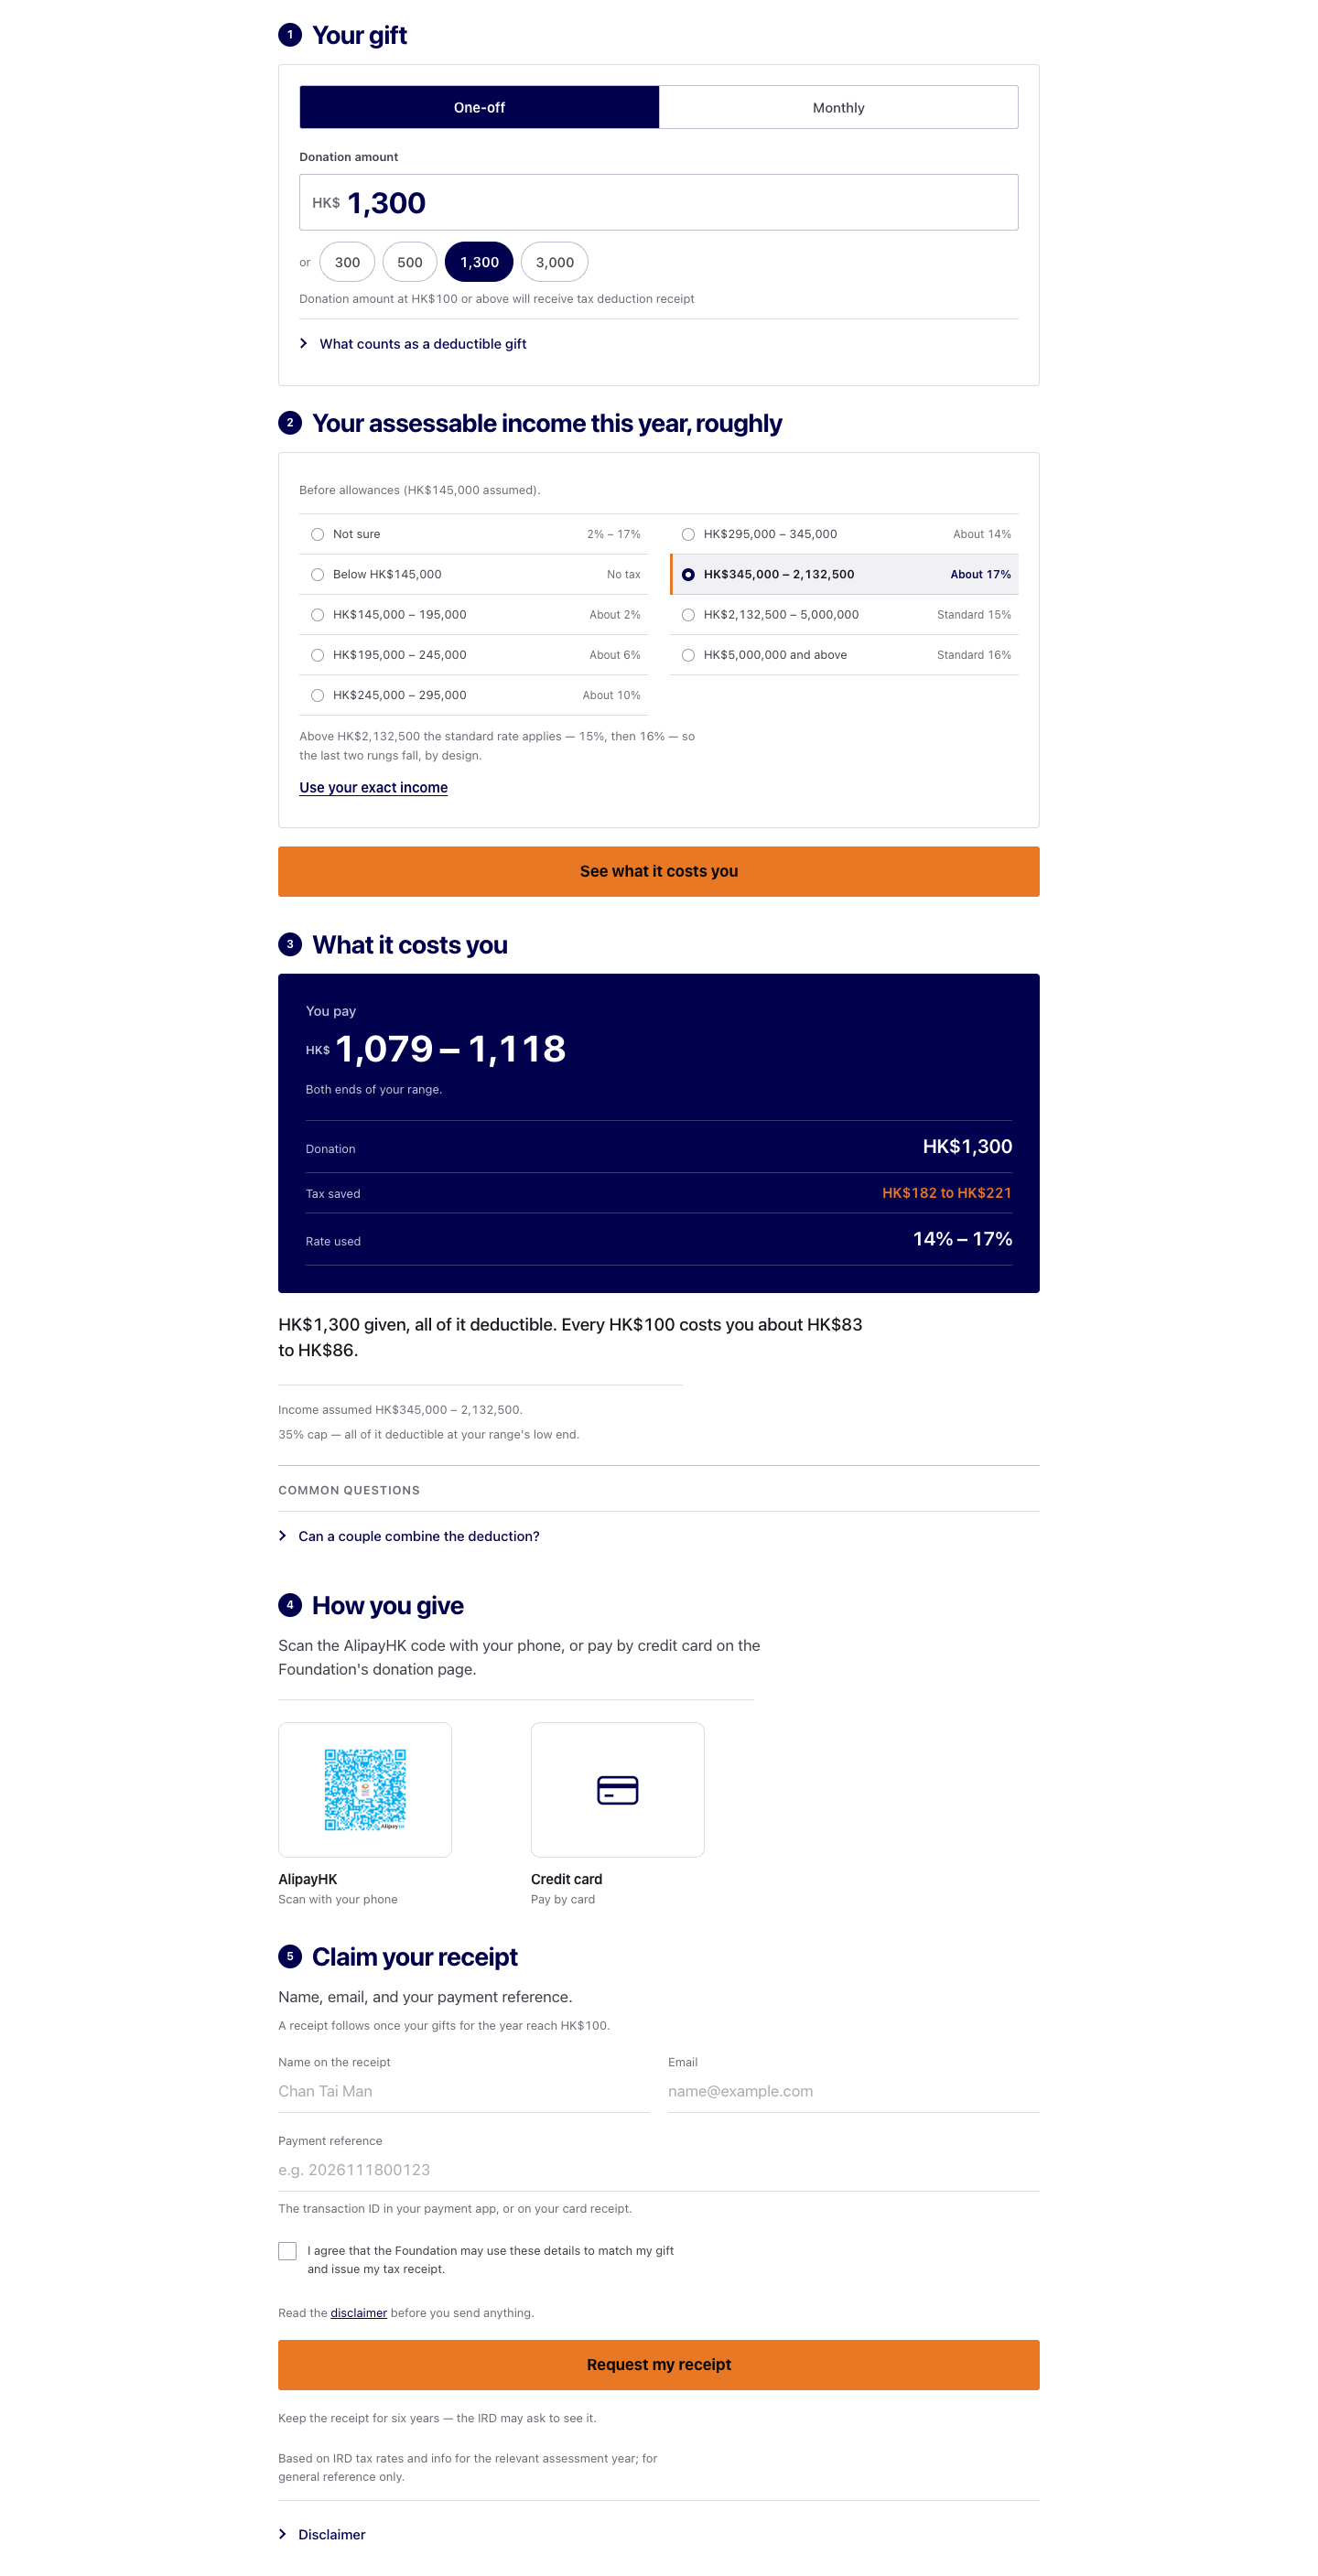 1 Your gift
One-off
Monthly
Donation amount
HK$ 1,300
or 300 500 1,300 3,000
Donation amount at HK$100 or above will receive tax deduction receipt
What counts as a deductible gift
2 Your assessable income this year, roughly
Before allowances (HK$145,000 assumed).
Not sure 2% – 17%
Below HK$145,000 No tax
HK$145,000 – 195,000 About 2%
HK$195,000 – 245,000 About 6%
HK$245,000 – 295,000 About 10%
HK$295,000 – 345,000 About 14%
HK$345,000 – 2,132,500 About 17%
HK$2,132,500 – 5,000,000 Standard 15%
HK$5,000,000 and above Standard 16%
Above HK$2,132,500 the standard rate applies — 15%, then 16% — so
the last two rungs fall, by design.
Use your exact income
See what it costs you
3 What it costs you
You pay
HK$ 1,079 – 1,118
Both ends of your range.
Donation HK$1,300
Tax saved HK$182 to HK$221
Rate used 14% – 17%
HK$1,300 given, all of it deductible. Every HK$100 costs you about HK$83
to HK$86.
Income assumed HK$345,000 – 2,132,500.
35% cap — all of it deductible at your range's low end.
COMMON QUESTIONS
Can a couple combine the deduction?
4 How you give
Scan the AlipayHK code with your phone, or pay by credit card on the
Foundation's donation page.
AlipayHK
AlipayHK
Scan with your phone
Credit card
Pay by card
5 Claim your receipt
Name, email, and your payment reference.
A receipt follows once your gifts for the year reach HK$100.
Name on the receipt
Chan Tai Man
Email
name@example.com
Payment reference
e.g. 2026111800123
The transaction ID in your payment app, or on your card receipt.
I agree that the Foundation may use these details to match my gift
and issue my tax receipt.
Read the disclaimer before you send anything.
Request my receipt
Keep the receipt for six years — the IRD may ask to see it.
Based on IRD tax rates and info for the relevant assessment year; for
general reference only.
Disclaimer